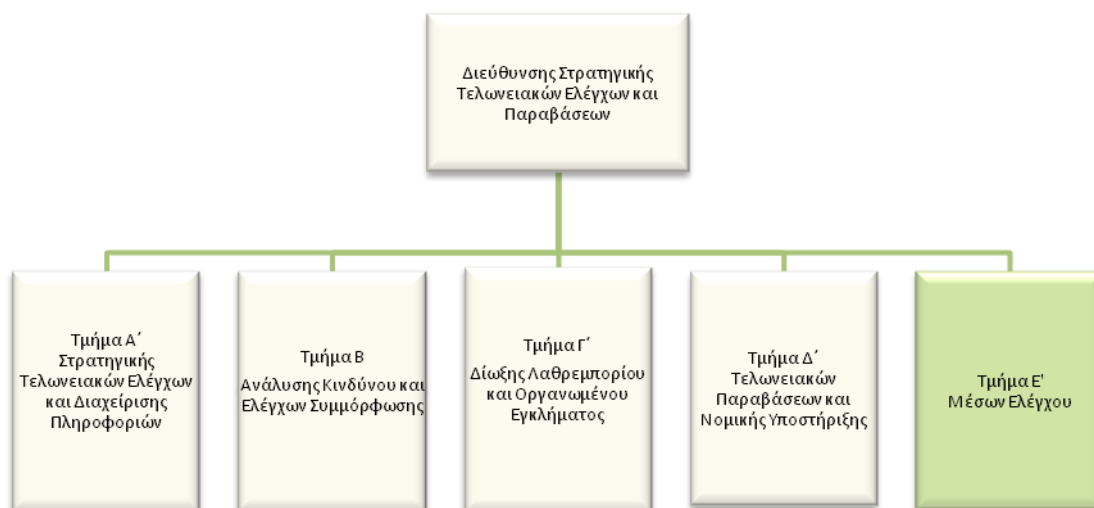 Διεύθυνσης Στρατηγικής
Τελωνειακών Ελέγχων και
Παραβάσεων
Τμήμα Α΄
Στρατηγικής
Τελωνειακών Ελέγχων
και Διαχείρισης
Πληροφοριών
Τμήμα Β
Ανάλυσης Κινδύνου και
Ελέγχων Συμμόρφωσης
Τμήμα Γ΄
Δίωξης Λαθρεμπορίου
και Οργανωμένου
Εγκλήματος
Τμήμα Δ΄
Τελωνειακών
Παραβάσεων και
Νομικής Υποστήριξης
Τμήμα Ε'
Μέσων Ελέγχου